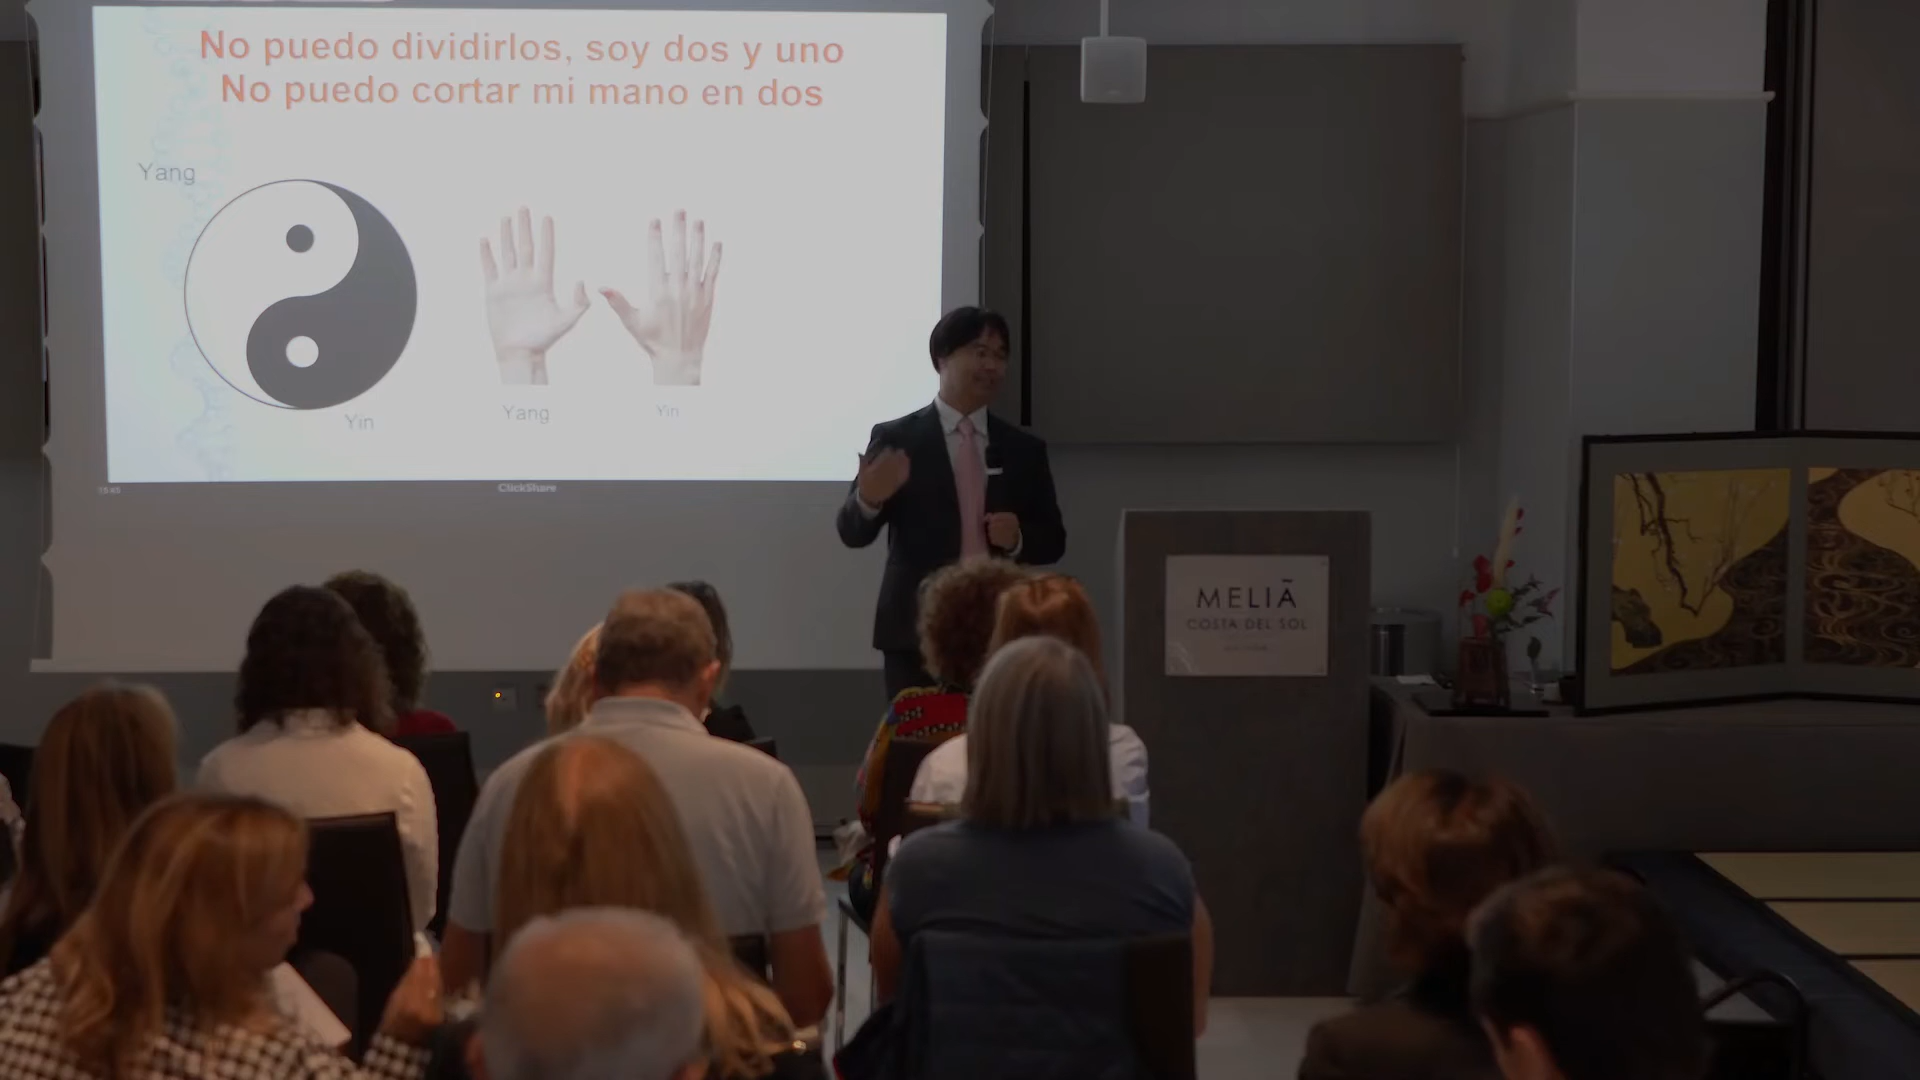 No puedo dividirlos, soy dos y uno
No puedo cortar mi mano en dos
Yang
Yin
Yang
Yin
ClickShare
MELIÃ
COSTA DEL SOL